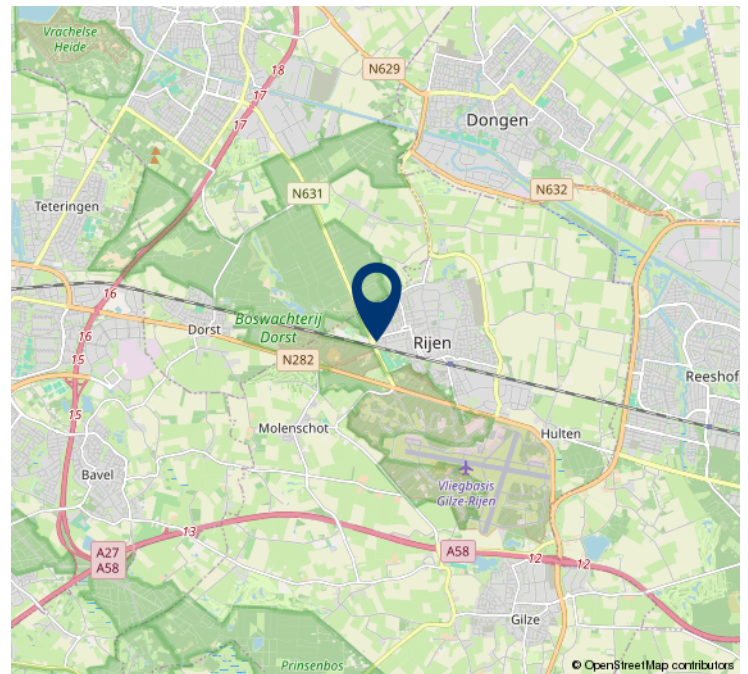 Vrachelse
Heide
18
N629
17
17
Dongen
N631
N632
Teteringen
16
16
Boswachterij
Dorst
Dorst
Rijen
15
N282
Reeshof
15
Molenschot
Hulten
Bavel
Vliegbasis
Gilze-Rijen
13
A27
A58
A58
12
12
Gilze
Prinsenbos
© OpenStreetMap contributors